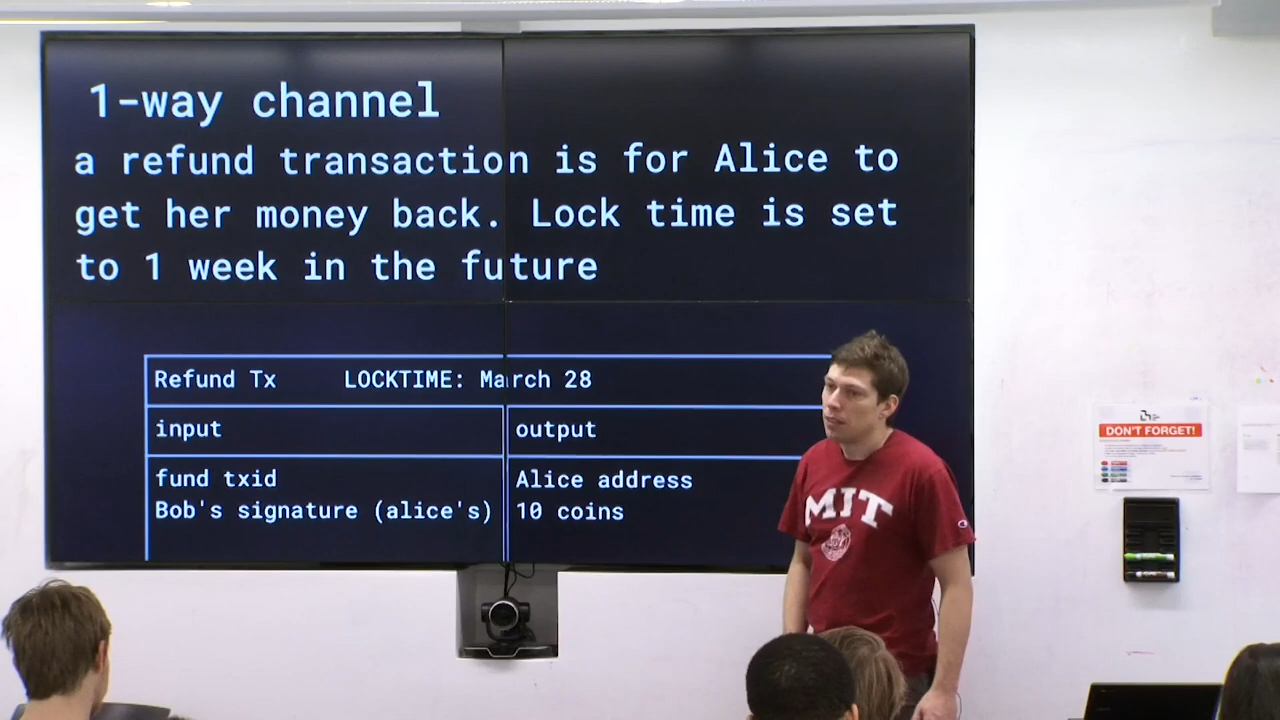 1-way channel
a refund transaction is for Alice to
get her money back. Lock time is set
to 1 week in the future
Refund Tx LOCKTIME: March 28
input output
fund txid Alice address
Bob's signature (alice's) 10 coins
MIT
DON'T FORGET!